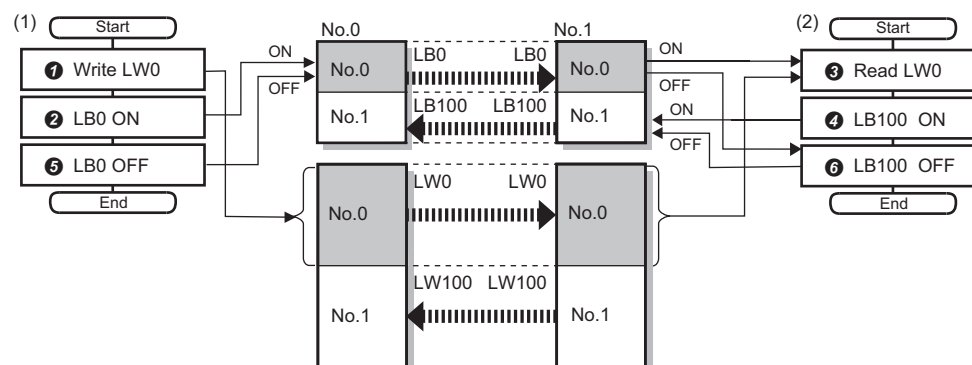 (1)
Start
❶ Write LW0
❷ LB0 ON
❺ LB0 OFF
End
ON
OFF
No.0
No.0
No.1
LB0 LB0
LB100 LB100
No.1
No.0
No.1
ON
OFF
ON
OFF
No.0
No.1
LW0 LW0
LW100 LW100
No.0
No.1
(2)
Start
❸ Read LW0
❹ LB100 ON
❻ LB100 OFF
End